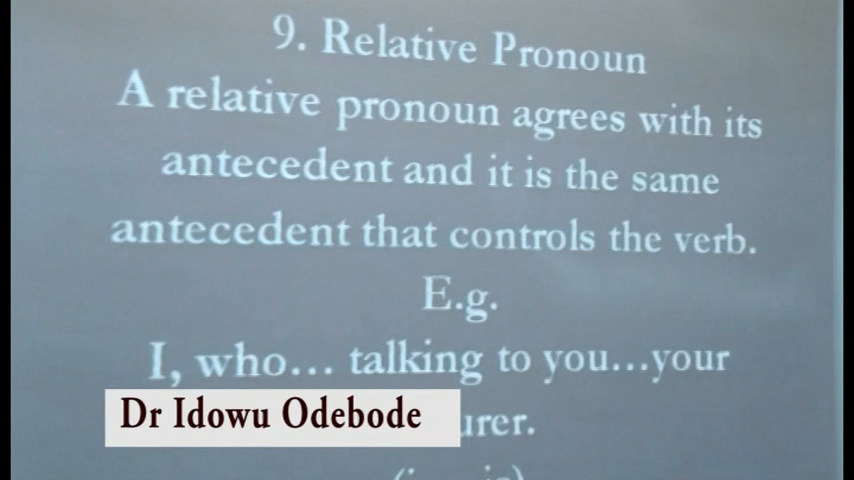 9. Relative Pronoun
A relative pronoun agrees with its
antecedent and it is the same
antecedent that controls the verb.
E.g.
I, who... talking to you...your
urer.
Dr Idowu Odebode